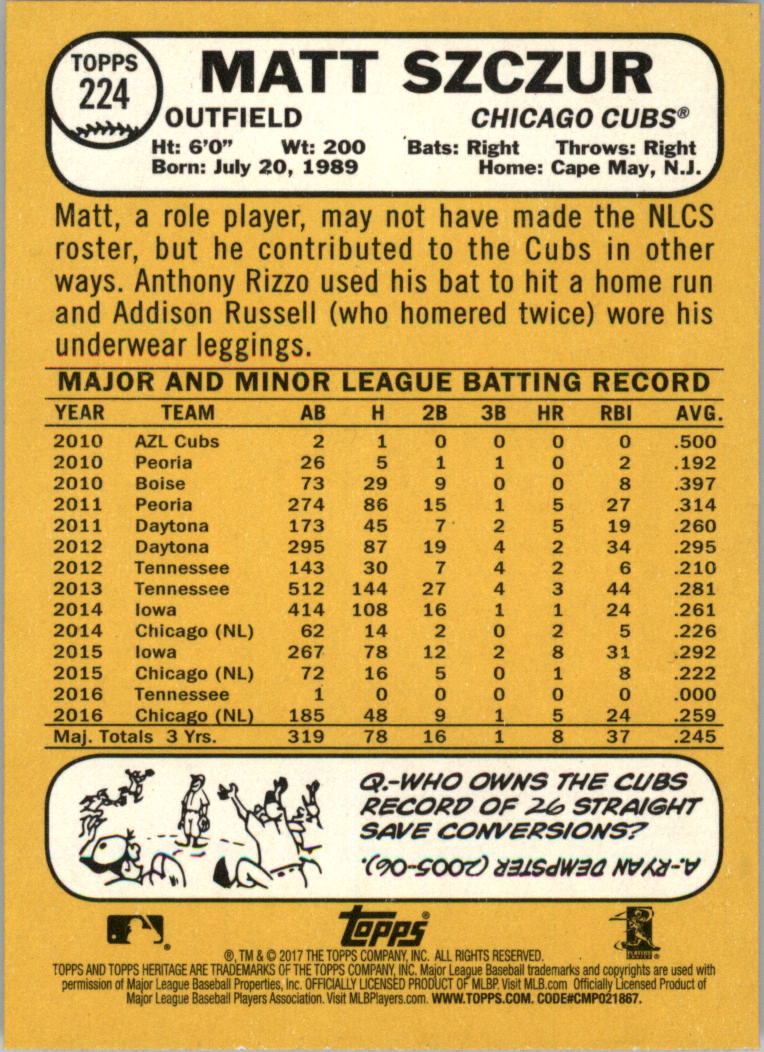 TOPPS
224
MATT SZCZUR
OUTFIELD CHICAGO CUBS®
Ht: 6'0" Wt: 200 Bats: Right Throws: Right
Born: July 20, 1989 Home: Cape May, N.J.
Matt, a role player, may not have made the NLCS
roster, but he contributed to the Cubs in other
ways. Anthony Rizzo used his bat to hit a home run
and Addison Russell (who homered twice) wore his
underwear leggings.
MAJOR AND MINOR LEAGUE BATTING RECORD
YEAR TEAM AB H 2B 3B HR RBI AVG.
2010 AZL Cubs 2 1 0 0 0 0 .500
2010 Peoria 26 5 1 1 0 2 .192
2010 Boise 73 29 9 0 0 8 .397
2011 Peoria 274 86 15 1 5 27 .314
2011 Daytona 173 45 7 2 5 19 .260
2012 Daytona 295 87 19 4 2 34 .295
2012 Tennessee 143 30 7 4 2 6 .210
2013 Tennessee 512 144 27 4 3 44 .281
2014 Iowa 414 108 16 1 1 24 .261
2014 Chicago (NL) 62 14 2 0 2 5 .226
2015 Iowa 267 78 12 2 8 31 .292
2015 Chicago (NL) 72 16 5 0 1 8 .222
2016 Tennessee 1 0 0 0 0 0 .000
2016 Chicago (NL) 185 48 9 1 5 24 .259
Maj. Totals 3 Yrs. 319 78 16 1 8 37 .245
Q.-WHO OWNS THE CUBS
RECORD OF 26 STRAIGHT
SAVE CONVERSIONS?
A-RYAN DEMPSTER (2005-06).
topps®
®, TM & © 2017 THE TOPPS COMPANY, INC. ALL RIGHTS RESERVED.
TOPPS AND TOPPS HERITAGE ARE TRADEMARKS OF THE TOPPS COMPANY, INC. Major League Baseball trademarks and copyrights are used with
permission of Major League Baseball Properties, Inc. OFFICIALLY LICENSED PRODUCT OF MLBP. Visit MLB.com Officially Licensed Product of
Major League Baseball Players Association. Visit MLBPlayers.com. WWW.TOPPS.COM. CODE#CMP021867.